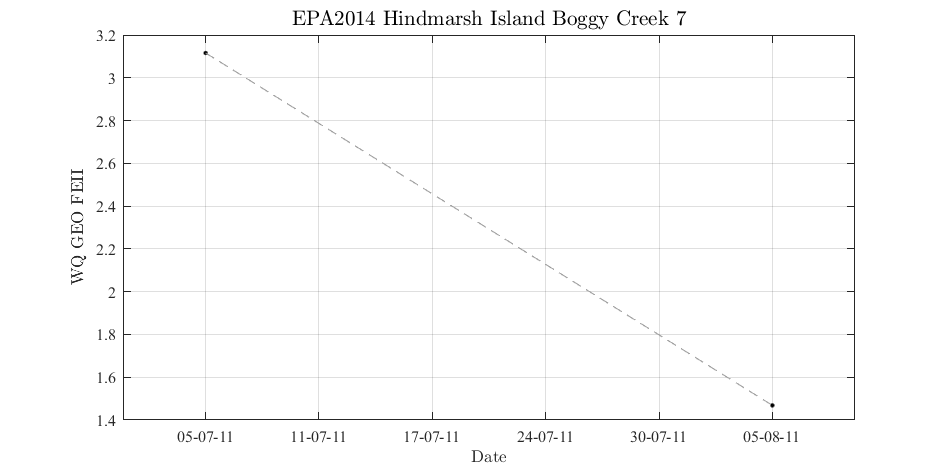 EPA2014 Hindmarsh Island Boggy Creek 7
3.2
3
2.8
2.6
2.4
2.2
2
1.8
1.6
1.4
WQ GEO FEII
05-07-11 11-07-11 17-07-11 24-07-11 30-07-11 05-08-11
Date